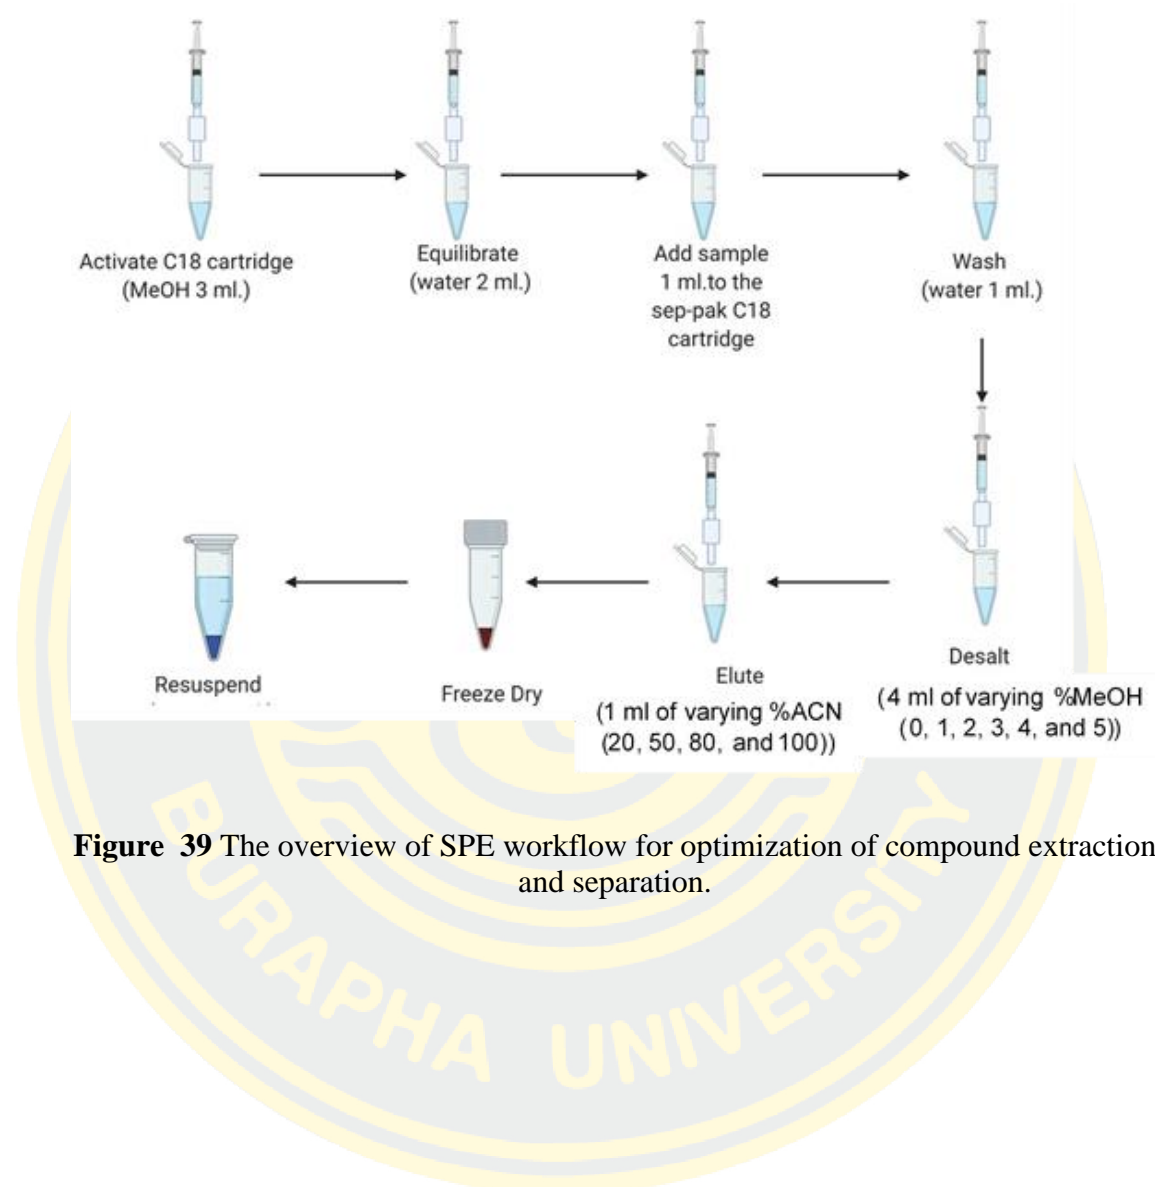 Activate C18 cartridge
(MeOH 3 ml.)
Equilibrate
(water 2 ml.)
Add sample
1 ml.to the
sep-pak C18
cartridge
Wash
(water 1 ml.)
Desalt
(4 ml of varying %MeOH
(0, 1, 2, 3, 4, and 5))
Elute
(1 ml of varying %ACN
(20, 50, 80, and 100))
Freeze Dry
Resuspend
Figure 39 The overview of SPE workflow for optimization of compound extraction
and separation.
BURAPHA UNIVERSITY